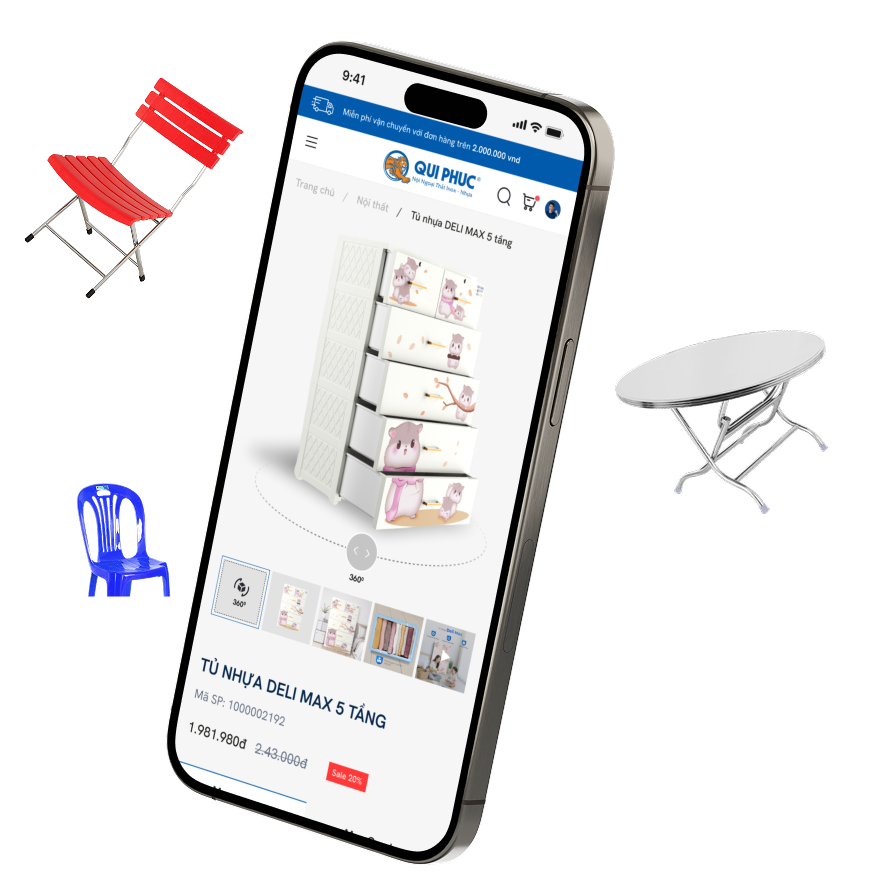 9:41
Miễn phí vận chuyển với đơn hàng trên 2.000.000 vnd
QUI PHUC®
Nội Ngoại Thất Inox - Nhựa
Trang chủ / Nội thất / Tủ nhựa DELI MAX 5 tầng
360°
360°
TỦ NHỰA DELI MAX 5 TẦNG
Mã SP: 1000002192
1.981.980đ 2.43.000đ Sale 20%